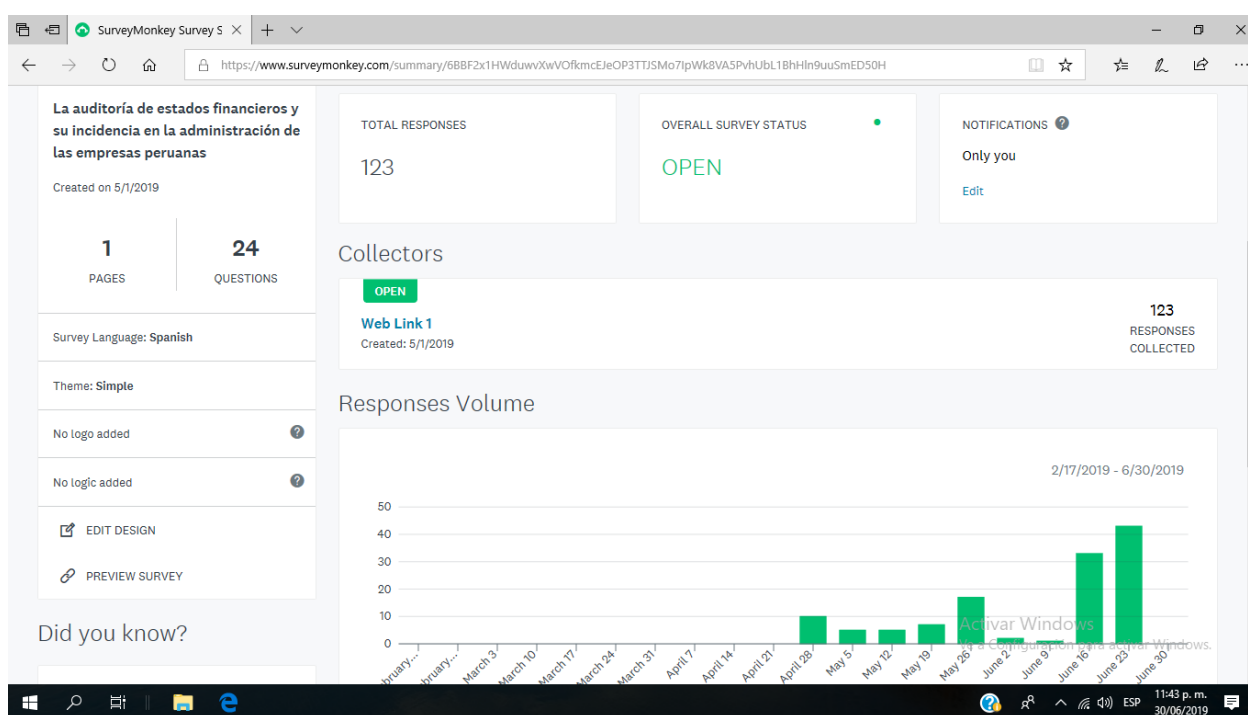 SurveyMonkey Survey S
https://www.surveymonkey.com/summary/6BBF2x1HWduwvXwVOfkmcEJeOP3TTJSMo7IpWk8VA5PvhUbL1BhHln9uuSmED50H
La auditoría de estados financieros y
su incidencia en la administración de
las empresas peruanas
Created on 5/1/2019
1
PAGES
24
QUESTIONS
Survey Language: Spanish
Theme: Simple
No logo added
No logic added
EDIT DESIGN
PREVIEW SURVEY
Did you know?
TOTAL RESPONSES
123
OVERALL SURVEY STATUS
OPEN
NOTIFICATIONS
Only you
Edit
Collectors
OPEN
Web Link 1
Created: 5/1/2019
123
RESPONSES
COLLECTED
Responses Volume
2/17/2019 - 6/30/2019
50
40
30
20
10
0
March 3
March 10
March 17
March 24
March 31
April 7
April 14
April 21
April 28
May 5
May 12
May 19
May 26
June 2
June 9
June 16
June 23
June 30
Activar Windows
Ve a Configuración para activar Windows.
ESP
11:43 p. m.
30/06/2019